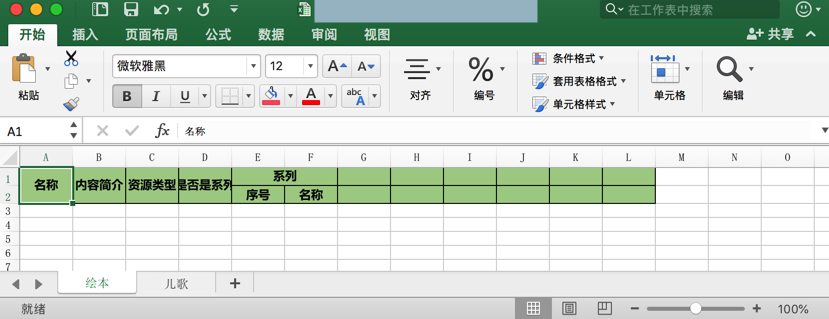 在工作表中搜索
开始 插入 页面布局 公式 数据 审阅 视图 共享
粘贴 微软雅黑 12 A A B I U A abc A 对齐 % 编号 条件格式 套用表格格式 单元格样式 单元格 编辑
A1 fx 名称
A B C D E F G H I J K L M N O
1 名称 内容简介 资源类型 是否是系列 系列
2 序号 名称
3
4
5
6
7
绘本 儿歌 +
就绪 100%